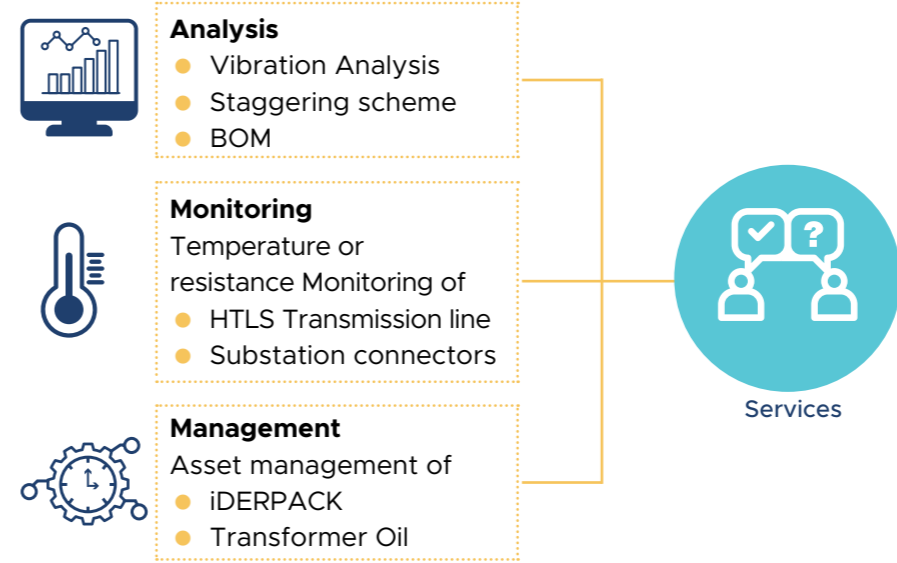 Analysis
Vibration Analysis
Staggering scheme
BOM
Monitoring
Temperature or
resistance Monitoring of
HTLS Transmission line
Substation connectors
Management
Asset management of
iDERPACK
Transformer Oil
?
Services